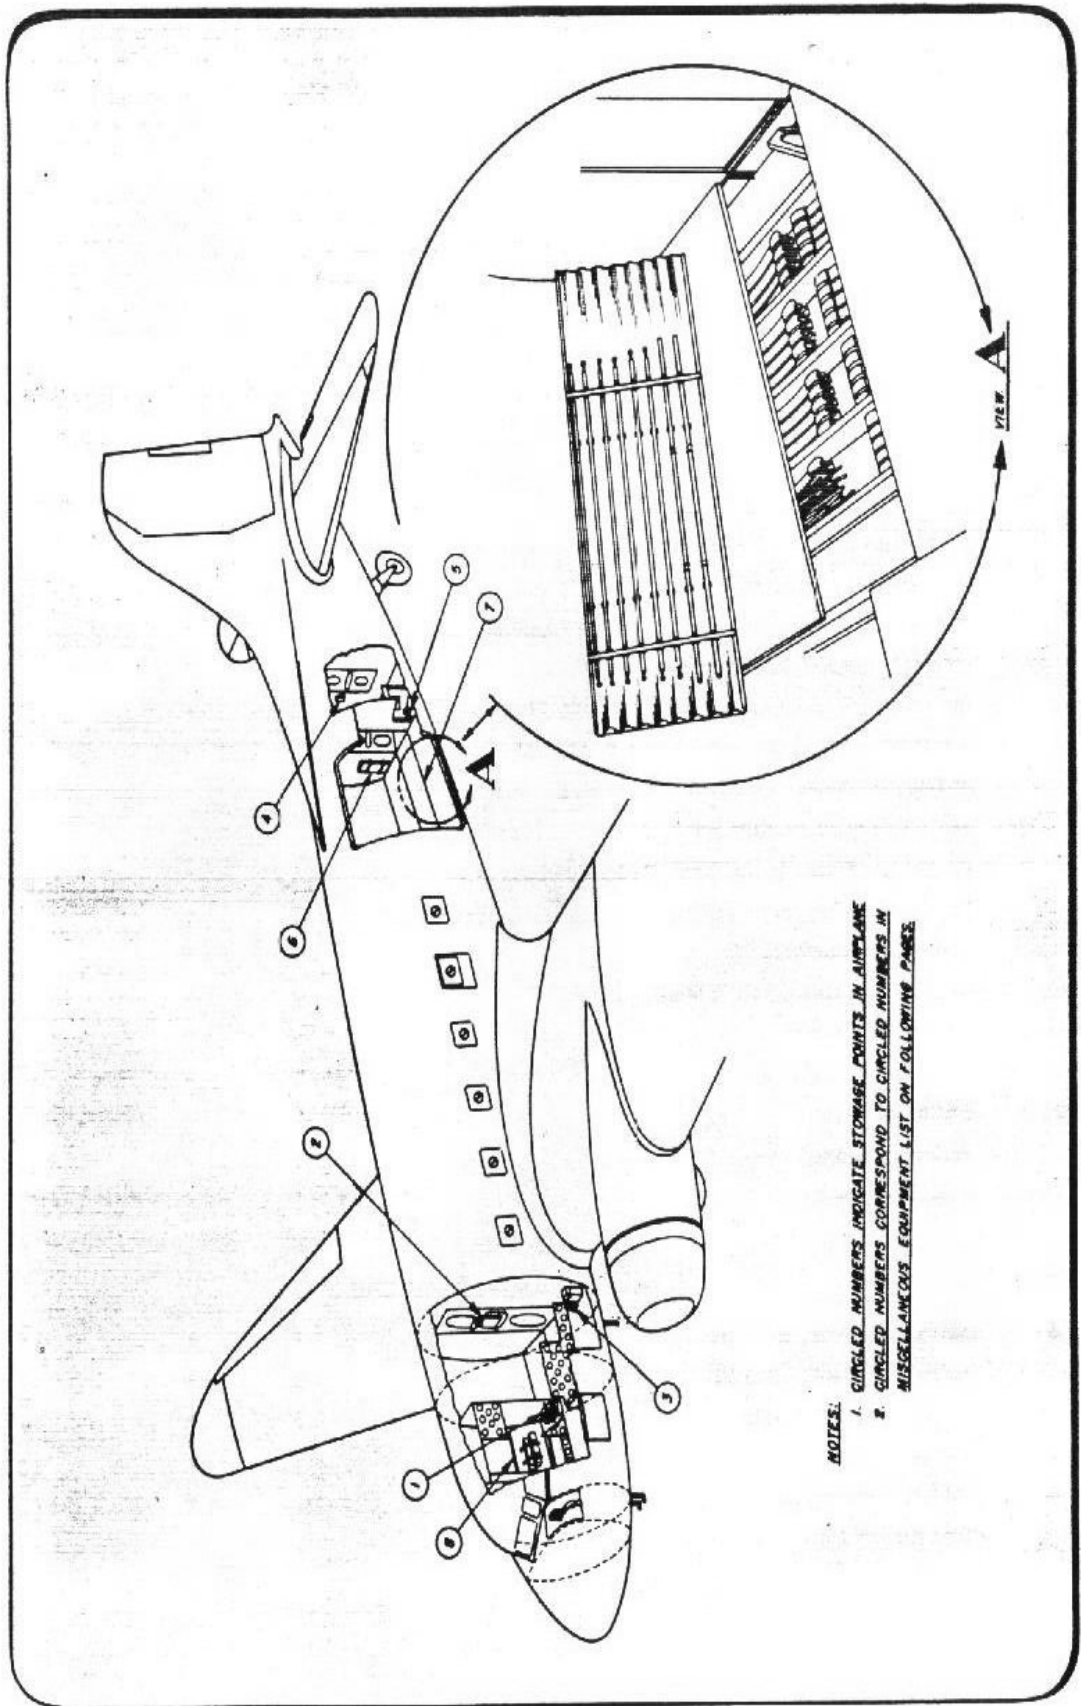 4
6
5
7
2
1
8
3
A
VIEW A
NOTES:
1. CIRCLED NUMBERS INDICATE STOWAGE POINTS IN AIRPLANE
2. CIRCLED NUMBERS CORRESPOND TO CIRCLED NUMBERS IN
MISCELLANEOUS EQUIPMENT LIST ON FOLLOWING PAGES.